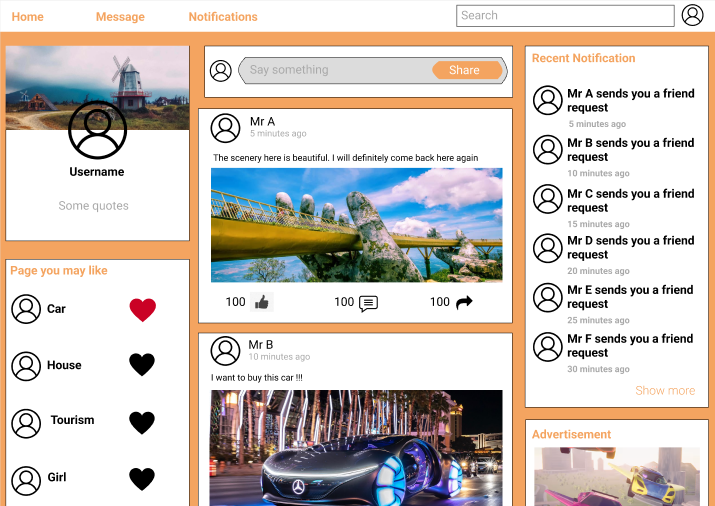 Home
Message
Notifications
Search
Username
Some quotes
Page you may like
Car
House
Tourism
Girl
Say something
Share
Mr A
5 minutes ago
The scenery here is beautiful. I will definitely come back here again
100
100
100
Mr B
10 minutes ago
I want to buy this car !!!
Recent Notification
Mr A sends you a friend
request
5 minutes ago
Mr B sends you a friend
request
10 minutes ago
Mr C sends you a friend
request
15 minutes ago
Mr D sends you a friend
request
20 minutes ago
Mr E sends you a friend
request
25 minutes ago
Mr F sends you a friend
request
30 minutes ago
Show more
Advertisement